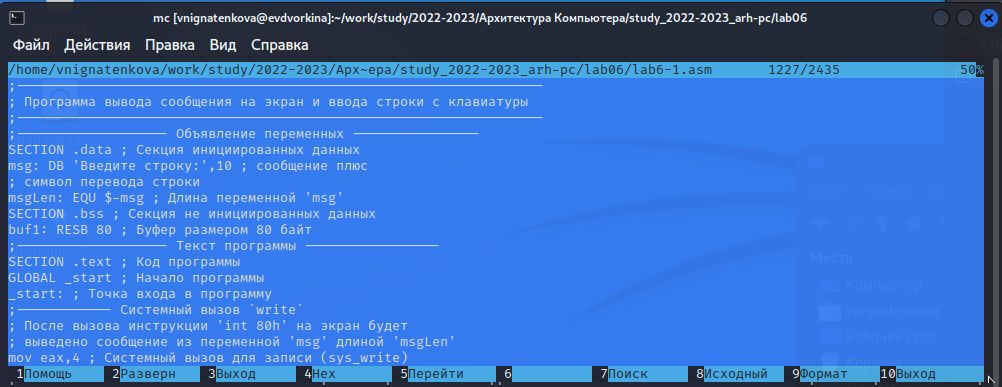 mc [vnignatenkova@evdvorkina]:~/work/study/2022-2023/Архитектура Компьютера/study_2022-2023_arh-pc/lab06
Файл Действия Правка Вид Справка
/home/vnignatenkova/work/study/2022-2023/Арх~ера/study_2022-2023_arh-pc/lab06/lab6-1.asm 1227/2435 50%
;------------------------------------------------------------------
; Программа вывода сообщения на экран и ввода строки с клавиатуры
;------------------------------------------------------------------
;------------------- Объявление переменных ----------------
SECTION .data ; Секция инициированных данных
msg: DB 'Введите строку:',10 ; сообщение плюс
; символ перевода строки
msgLen: EQU $-msg ; Длина переменной 'msg'
SECTION .bss ; Секция не инициированных данных
buf1: RESB 80 ; Буфер размером 80 байт
;------------------- Текст программы -----------------
SECTION .text ; Код программы
GLOBAL _start ; Начало программы
_start: ; Точка входа в программу
;------------ Системный вызов `write`
; После вызова инструкции 'int 80h' на экран будет
; выведено сообщение из переменной 'msg' длиной 'msgLen'
mov eax,4 ; Системный вызов для записи (sys_write)
Места
Компьютер
vnignatenkova
Рабочий стол
Корзина
1Помощь 2Разверн 3Выход 4Hex 5Перейти 6 7Поиск 8Исходный 9Формат 10Выход